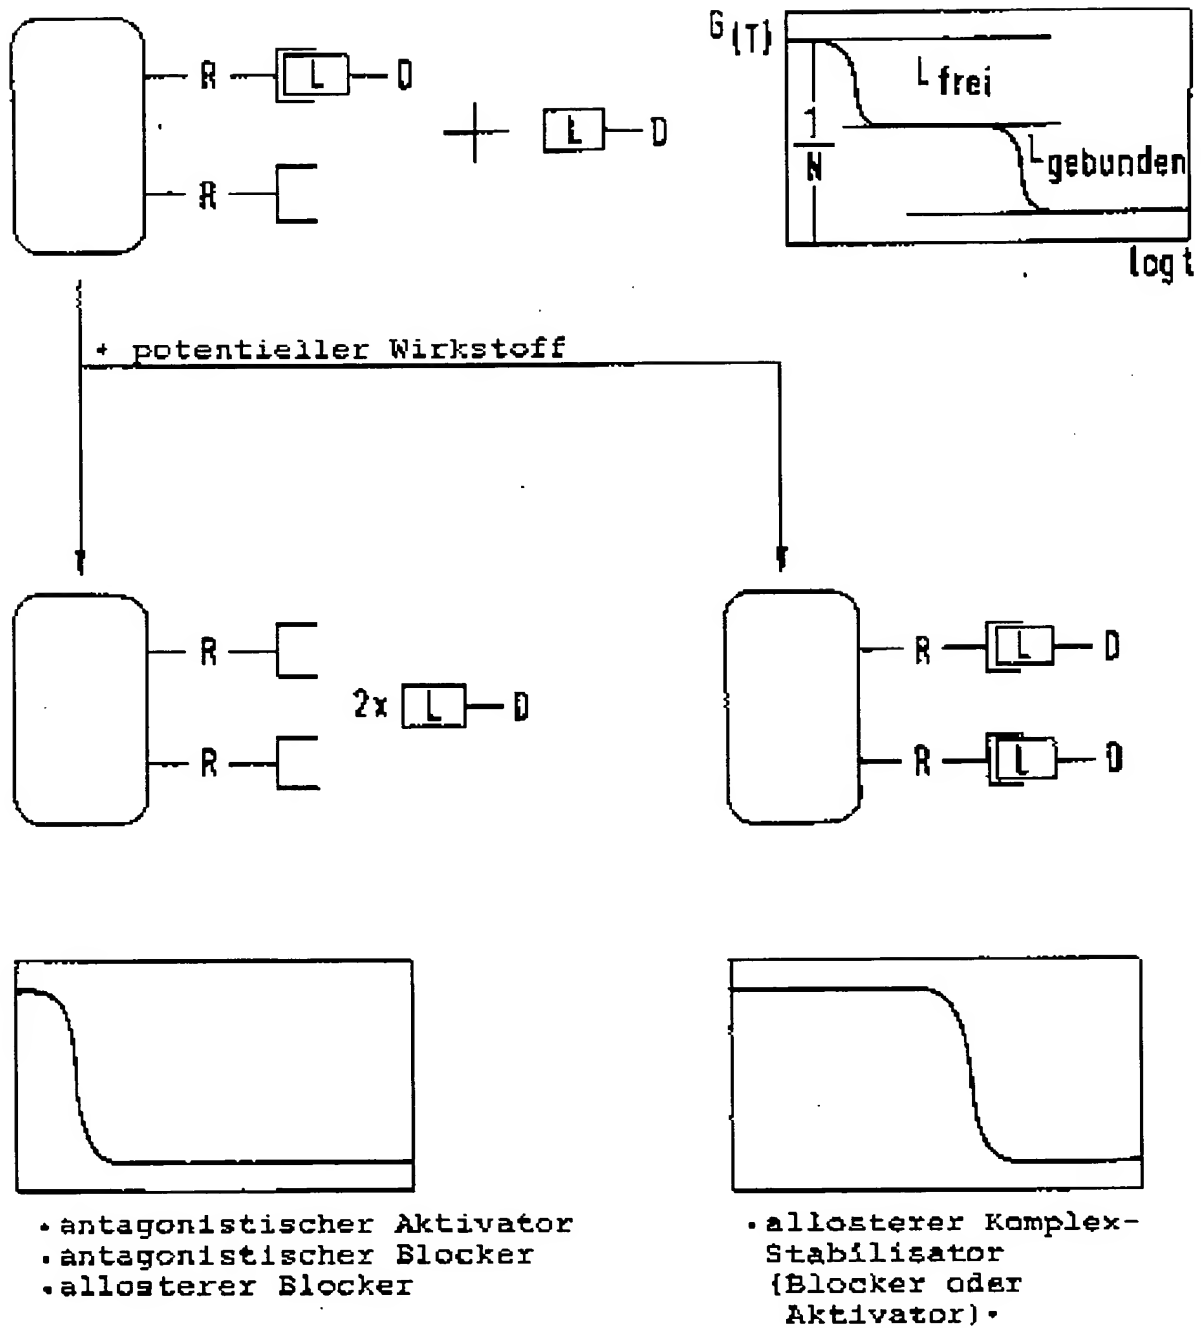 R L D
L D
R
G(T)
L frei
1
N
L gebunden
log t
+ potentieller Wirkstoff
R
2x L D
R
R L D
R L D
• antagonistischer Aktivator
• antagonistischer Blocker
• allosterer Blocker
• allosterer Komplex-
Stabilisator
(Blocker oder
Aktivator) •